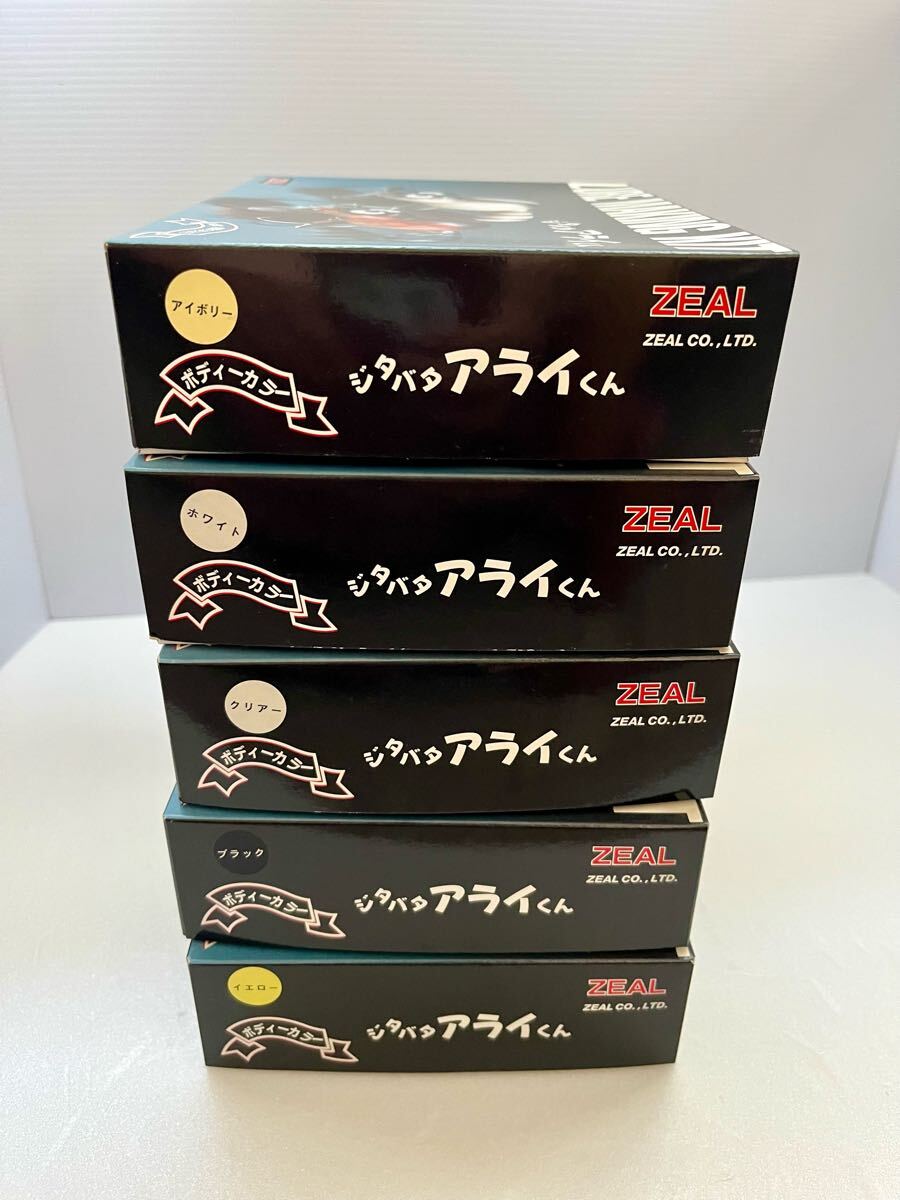 LURE MAKING KIT
アイボリー
ZEAL
ZEAL CO.,LTD.
ボディーカラー
ジタバタアライくん
ホワイト
ZEAL
ZEAL CO.,LTD.
ボディーカラー
ジタバタアライくん
クリアー
ZEAL
ZEAL CO.,LTD.
ボディーカラー
ジタバタアライくん
ブラック
ZEAL
ZEAL CO.,LTD.
ボディーカラー
ジタバタアライくん
イエロー
ZEAL
ZEAL CO.,LTD.
ボディーカラー
ジタバタアライくん